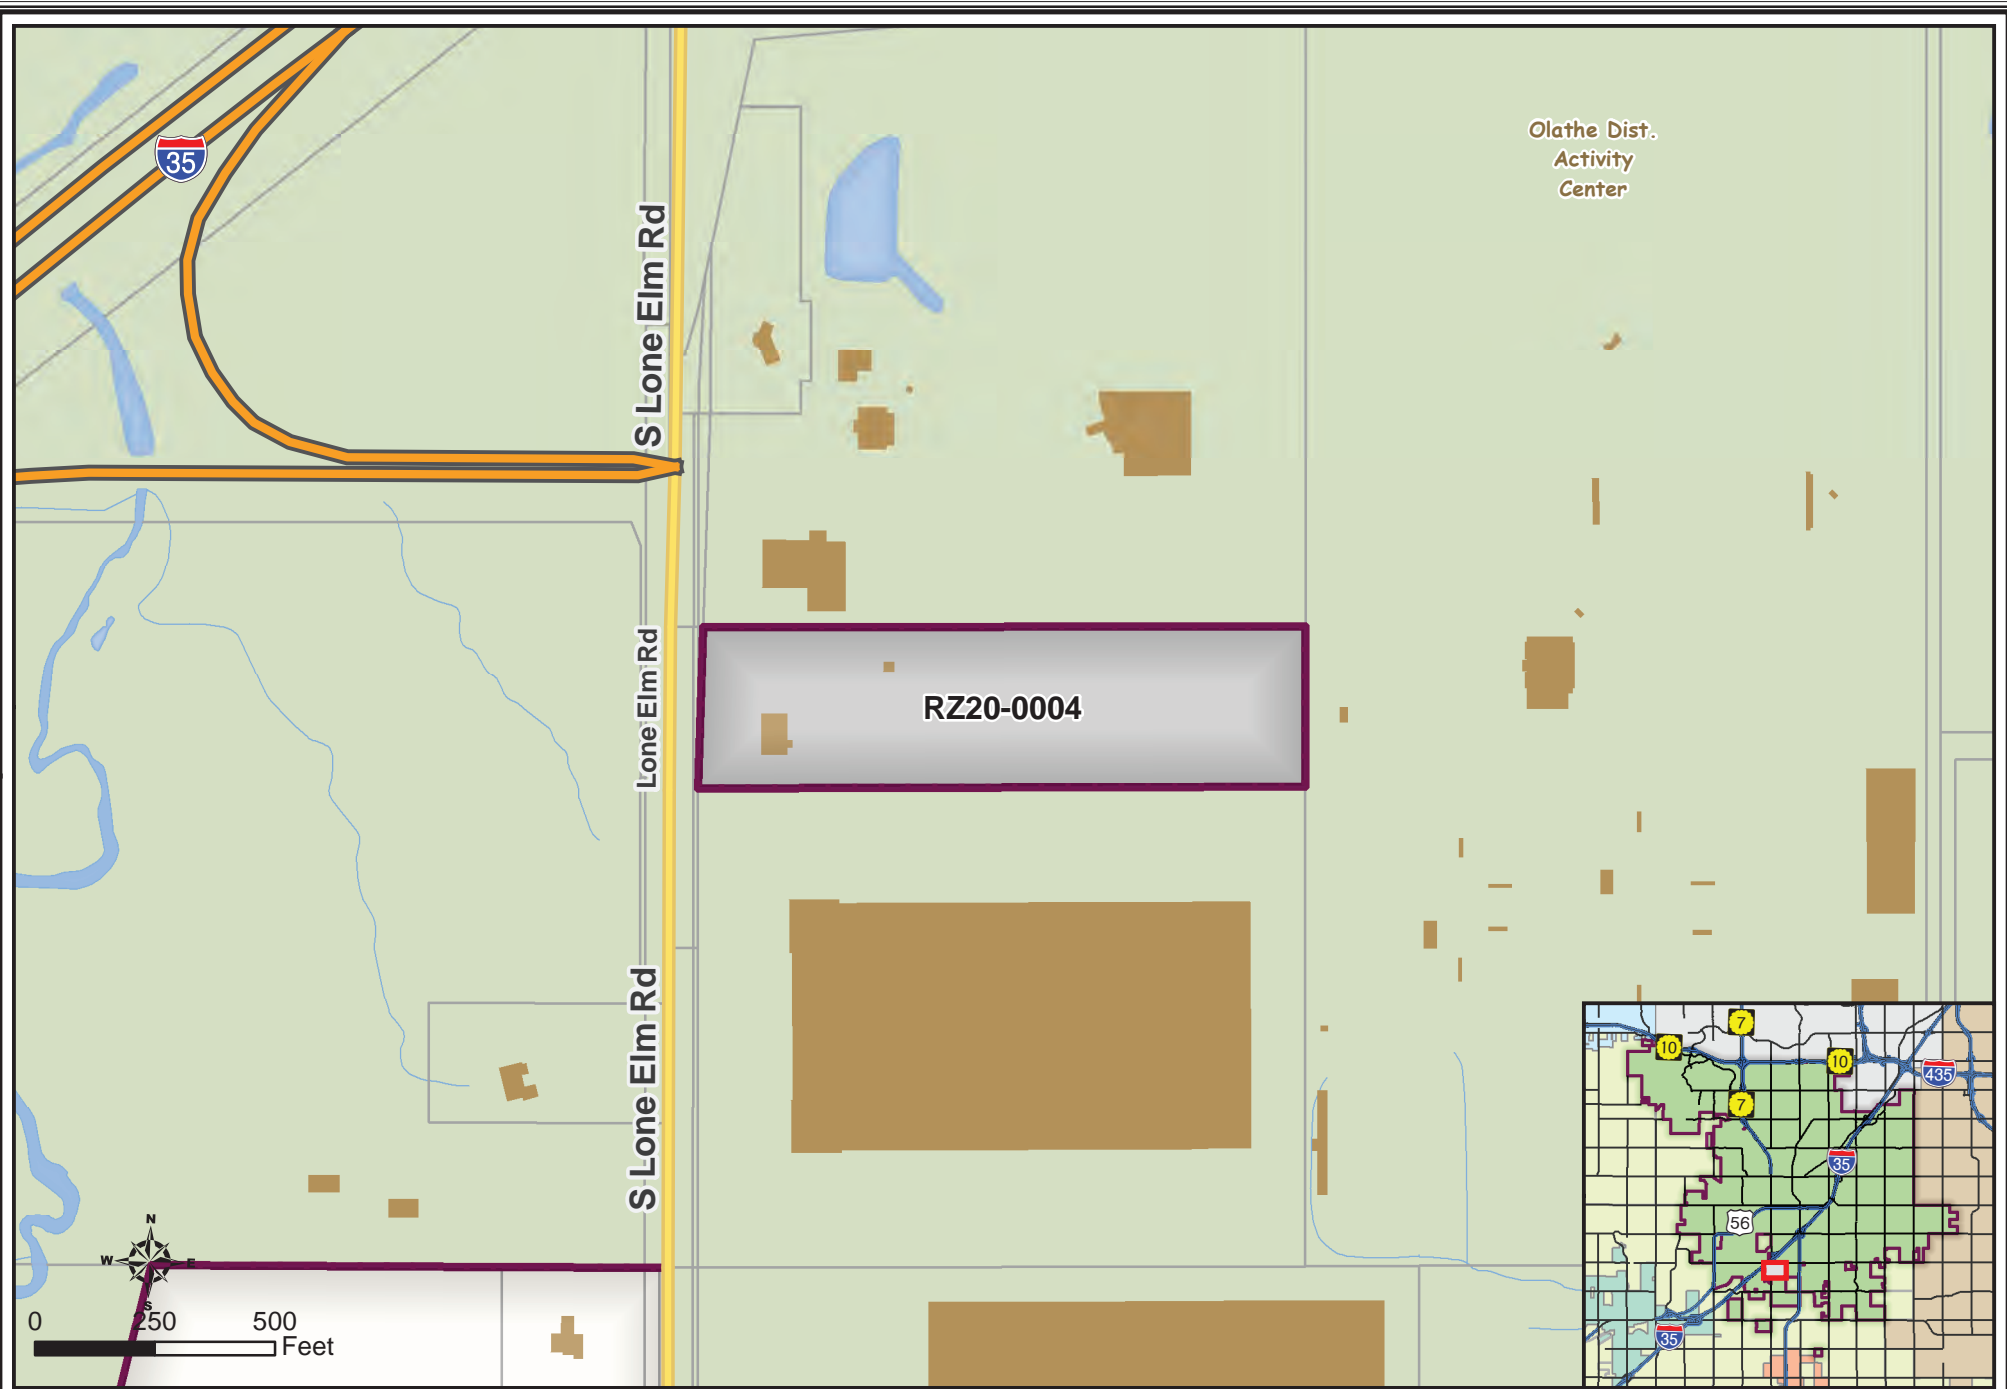 35
Olathe Dist.
Activity
Center
S Lone Elm Rd
Lone Elm Rd
RZ20-0004
S Lone Elm Rd
N
W
E
S
0
250
500
Feet
7
10
10
435
7
35
56
35